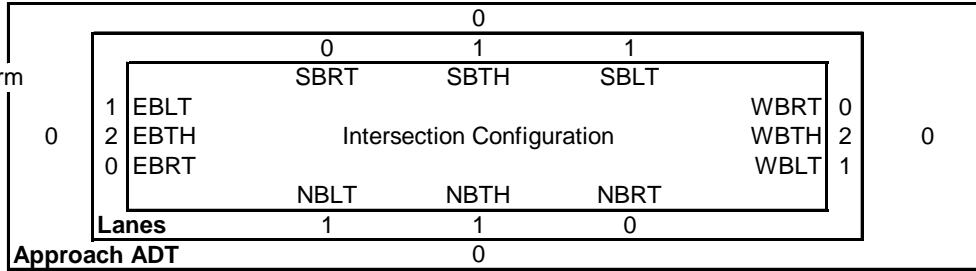 0
0 1 1
rm SBRT SBTH SBLT
1 EBLT WBRT 0
0 2 EBTH Intersection Configuration WBTH 2 0
0 EBRT WBLT 1
NBLT NBTH NBRT
Lanes 1 1 0
Approach ADT 0